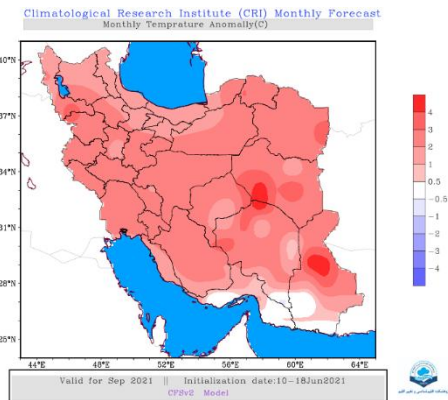 Climatological Research Institute (CRI) Monthly Forecast
Monthly Temprature Anomaly(C)
40°N
37°N
34°N
31°N
28°N
25°N
44°E 48°E 52°E 56°E 60°E 64°E
4
3
2
1
0.5
-0.5
-1
-2
-3
-4
Valid for Sep 2021 || Initialization date:10-18Jun2021
CFSv2 Model